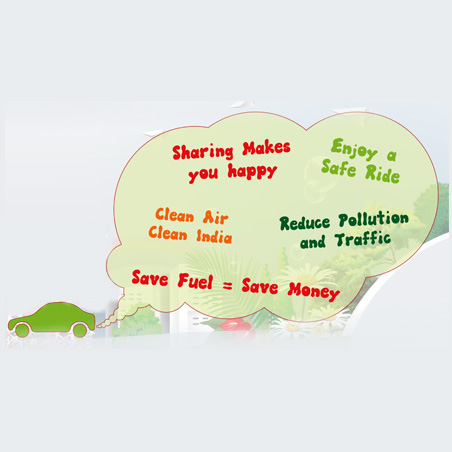 Sharing Makes
you happy
Enjoy a
Safe Ride
Clean Air
Clean India
Reduce Pollution
and Traffic
Save Fuel = Save Money